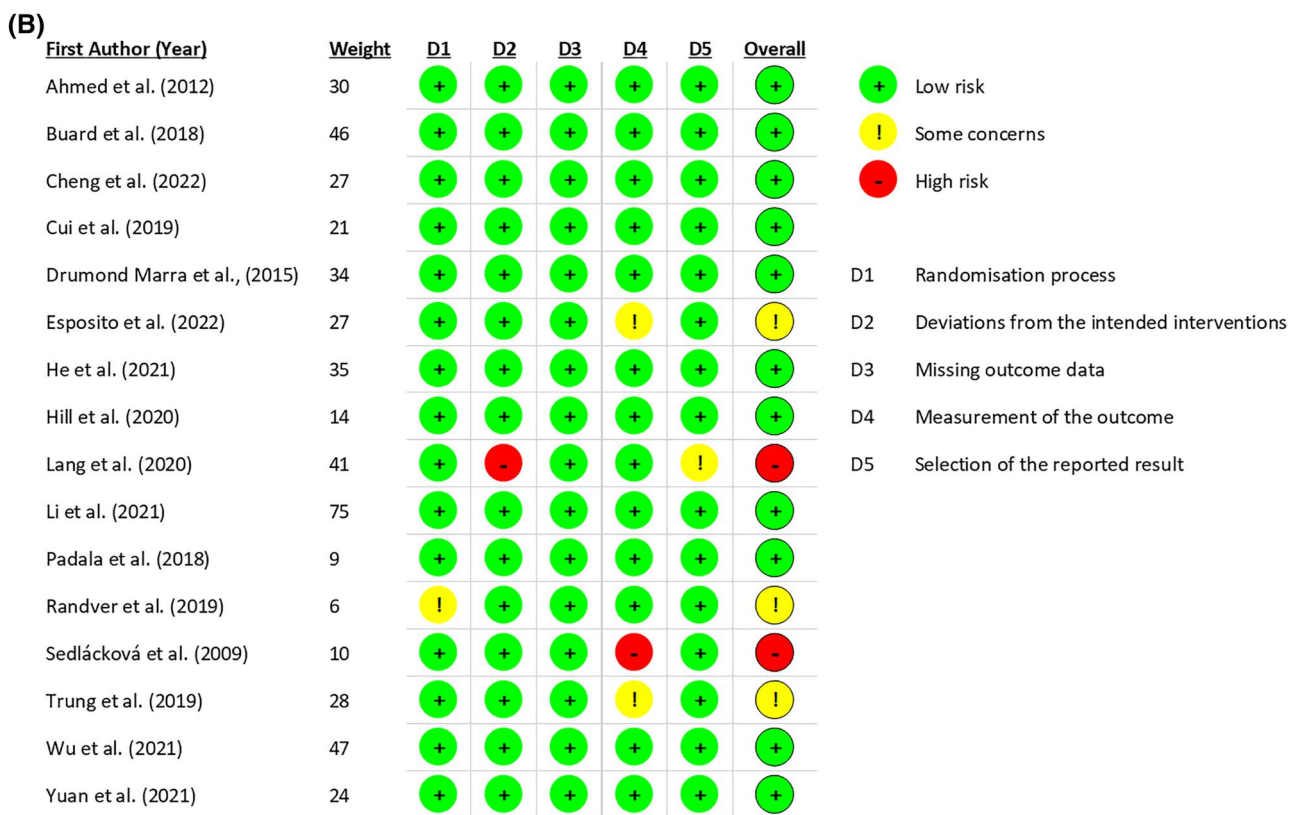 (B)
First Author (Year) Weight D1 D2 D3 D4 D5 Overall
Ahmed et al. (2012) 30 + + + + + +
Buard et al. (2018) 46 + + + + + +
Cheng et al. (2022) 27 + + + + + +
Cui et al. (2019) 21 + + + + + +
Drumond Marra et al., (2015) 34 + + + + + +
Esposito et al. (2022) 27 + + + ! + !
He et al. (2021) 35 + + + + + +
Hill et al. (2020) 14 + + + + + +
Lang et al. (2020) 41 + - + + ! -
Li et al. (2021) 75 + + + + + +
Padala et al. (2018) 9 + + + + + +
Randver et al. (2019) 6 ! + + + + !
Sedlácková et al. (2009) 10 + + + - + -
Trung et al. (2019) 28 + + + ! + !
Wu et al. (2021) 47 + + + + + +
Yuan et al. (2021) 24 + + + + + +
+ Low risk
! Some concerns
- High risk
D1 Randomisation process
D2 Deviations from the intended interventions
D3 Missing outcome data
D4 Measurement of the outcome
D5 Selection of the reported result